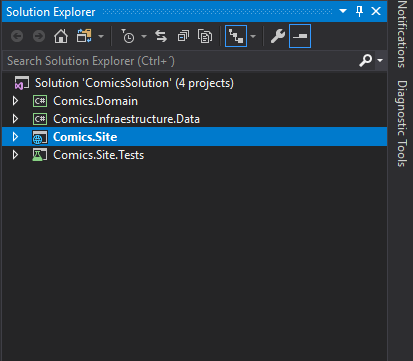 Solution Explorer
Search Solution Explorer (Ctrl+´)
Solution 'ComicsSolution' (4 projects)
C# Comics.Domain
C# Comics.Infraestructure.Data
Comics.Site
Comics.Site.Tests
Notifications
Diagnostic Tools